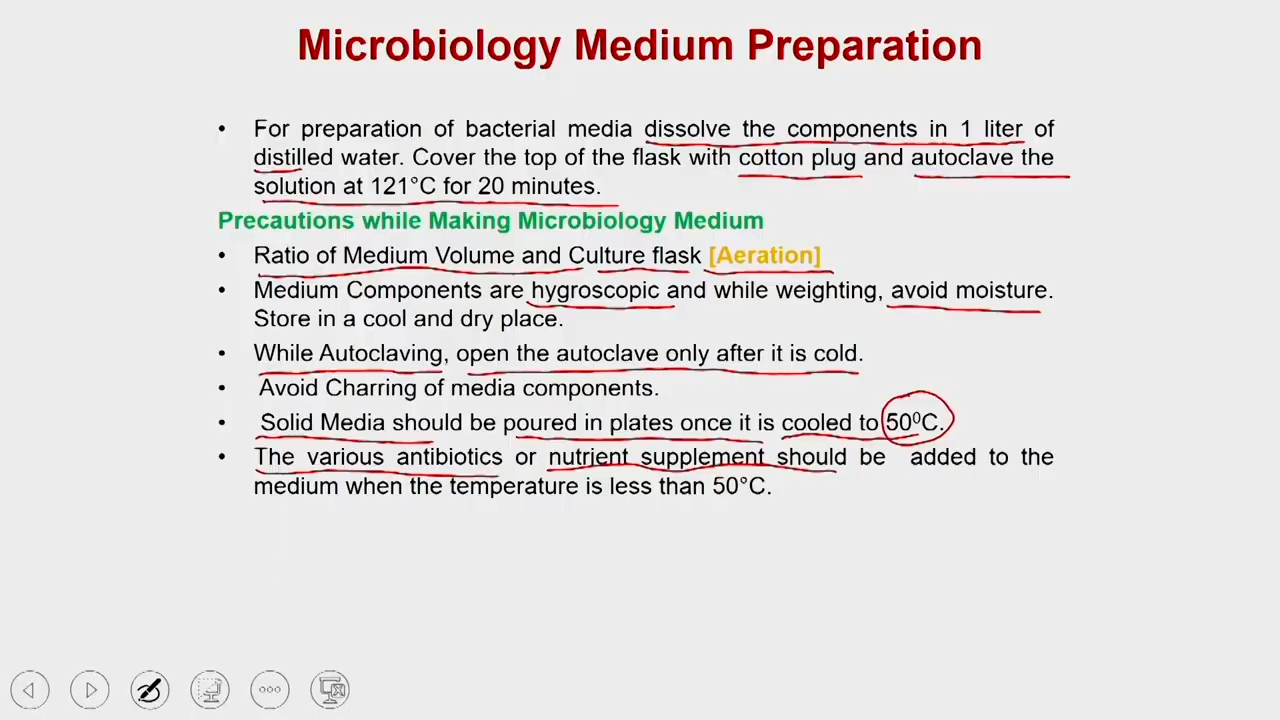 Microbiology Medium Preparation
• For preparation of bacterial media dissolve the components in 1 liter of
distilled water. Cover the top of the flask with cotton plug and autoclave the
solution at 121°C for 20 minutes.
Precautions while Making Microbiology Medium
• Ratio of Medium Volume and Culture flask [Aeration]
• Medium Components are hygroscopic and while weighting, avoid moisture.
Store in a cool and dry place.
• While Autoclaving, open the autoclave only after it is cold.
• Avoid Charring of media components.
• Solid Media should be poured in plates once it is cooled to 50⁰C.
• The various antibiotics or nutrient supplement should be added to the
medium when the temperature is less than 50°C.